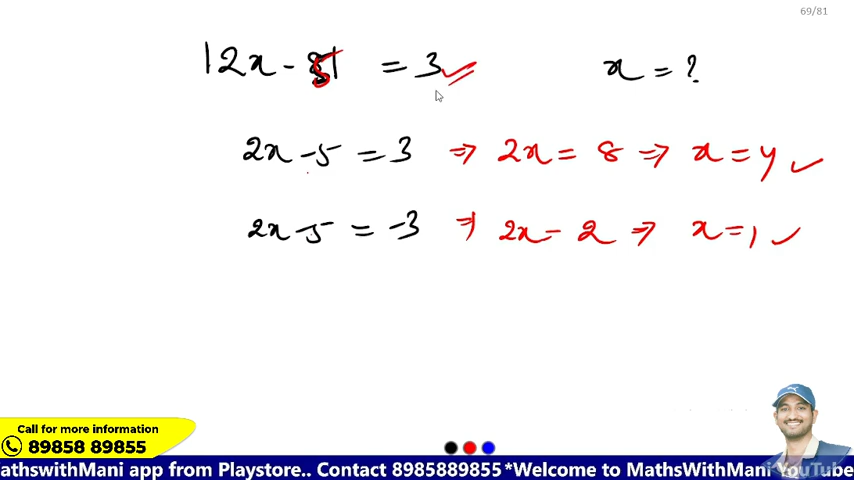 69/81
|2x - 5| = 3 x = ?
2x - 5 = 3 ⇒ 2x = 8 ⇒ x = 4 ✓
2x - 5 = -3 ⇒ 2x = 2 ⇒ x = 1 ✓
Call for more information
89858 89855
athswithMani app from Playstore.. Contact 8985889855 *Welcome to MathsWithMani YouTube